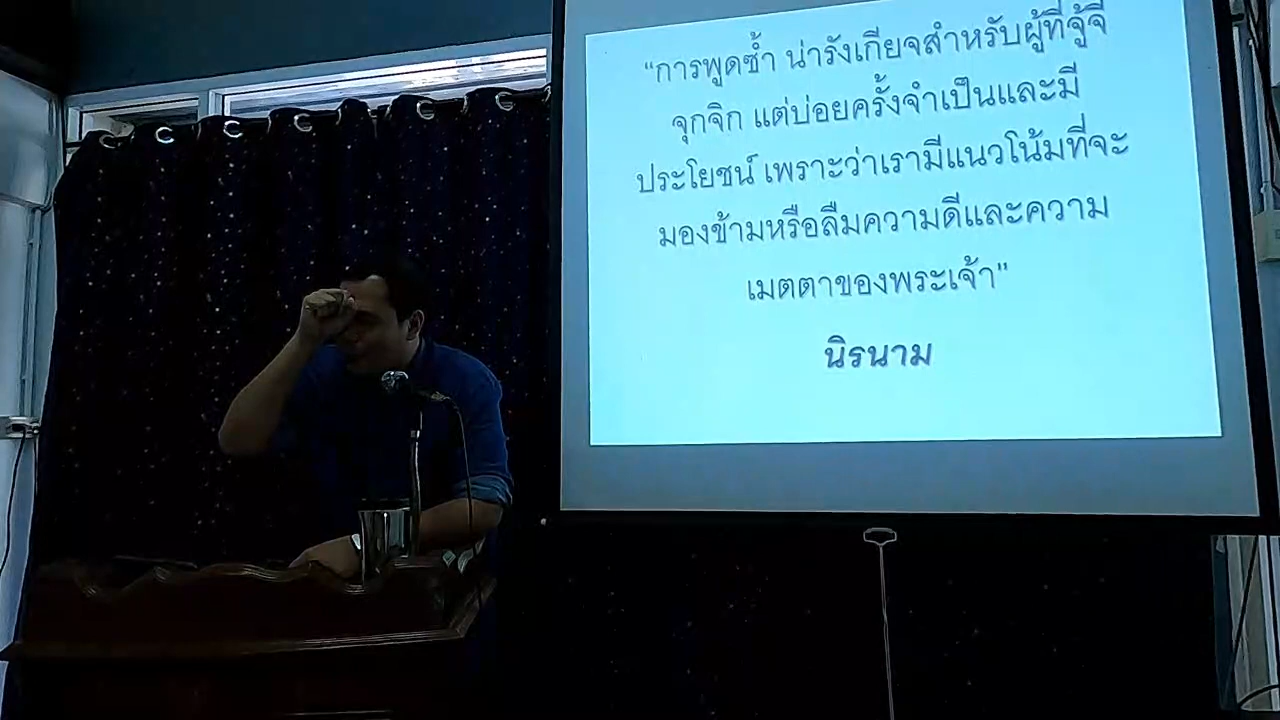 "การพูดซ้ำ น่ารังเกียจสำหรับผู้ที่จู้จี้
จุกจิก แต่บ่อยครั้งจำเป็นและมี
ประโยชน์ เพราะว่าเรามีแนวโน้มที่จะ
มองข้ามหรือลืมความดีและความ
เมตตาของพระเจ้า"
นิรนาม